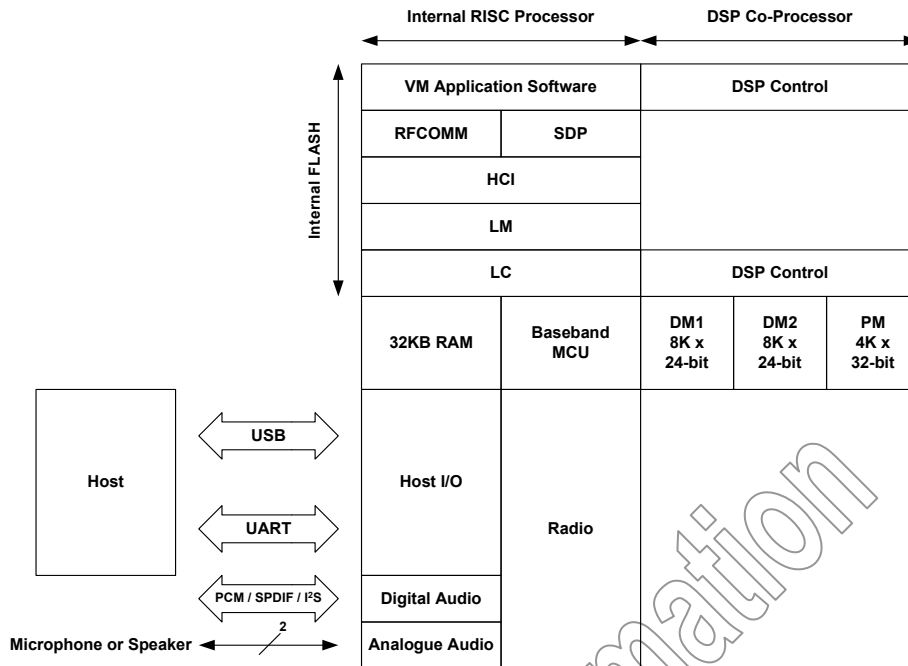 Internal RISC Processor
DSP Co-Processor
Internal FLASH
VM Application Software
DSP Control
RFCOMM
SDP
HCI
LM
LC
DSP Control
32KB RAM
Baseband
MCU
DM1
8K x
24-bit
DM2
8K x
24-bit
PM
4K x
32-bit
Host
USB
UART
PCM / SPDIF / I²S
2
Microphone or Speaker
Host I/O
Radio
Digital Audio
Analogue Audio